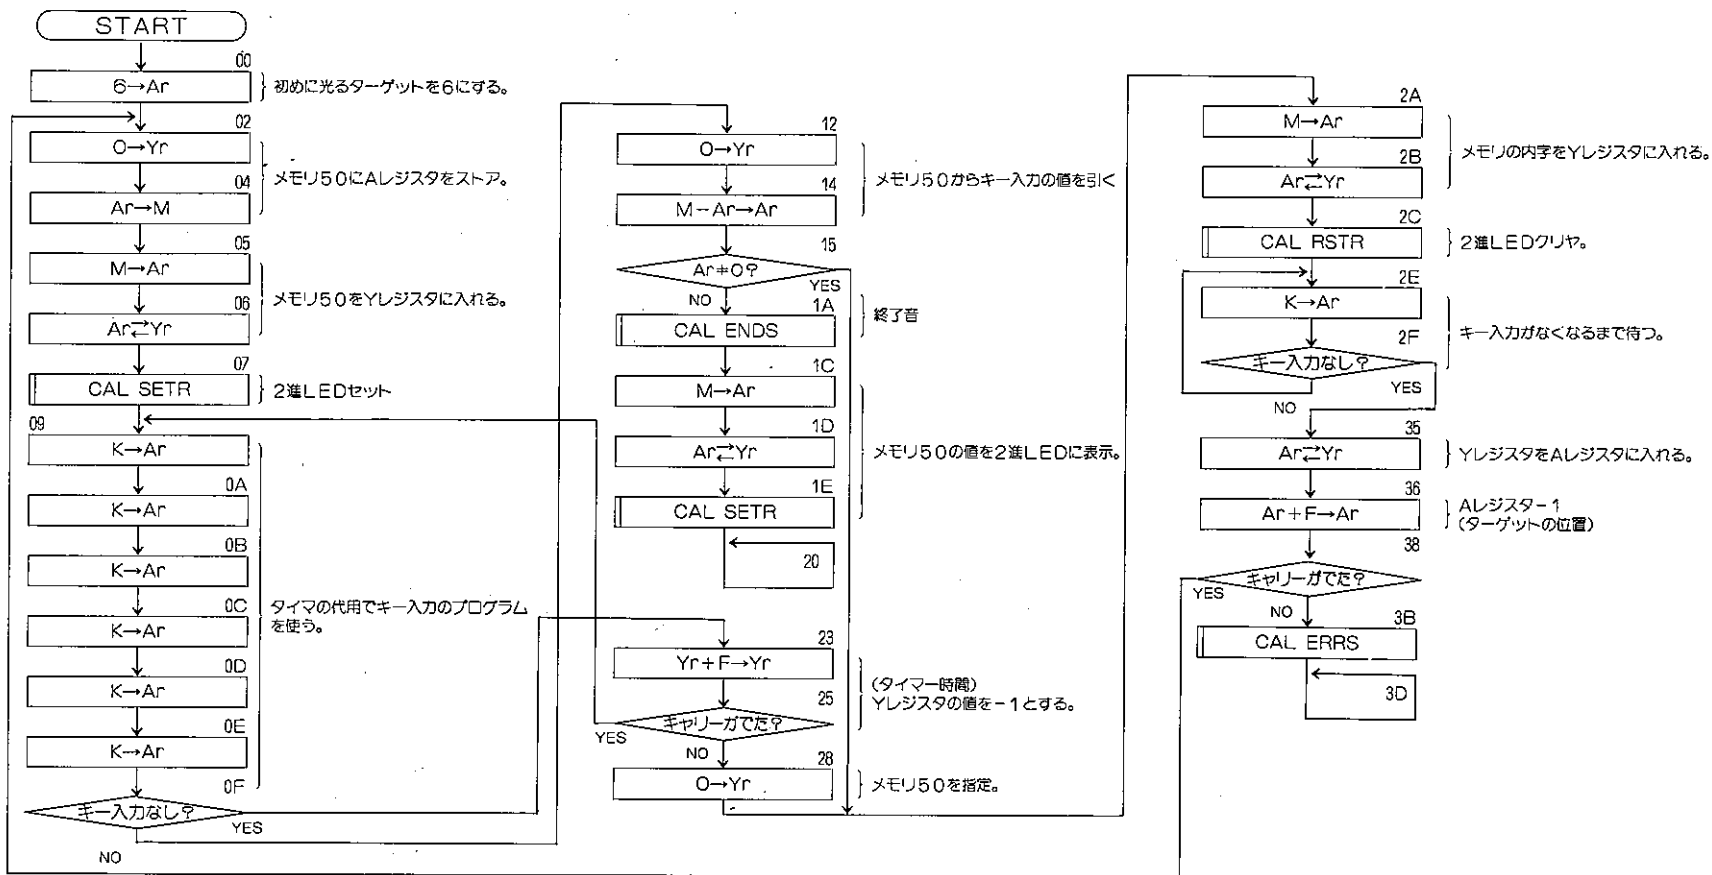 START
00
6→Ar
初めに光るターゲットを6にする。
02
O→Yr
メモリ50にAレジスタをストア。
04
Ar→M
05
M→Ar
メモリ50をYレジスタに入れる。
06
Ar⇄Yr
07
CAL SETR
2進LEDセット
09
K→Ar
0A
K→Ar
0B
K→Ar
0C
K→Ar
タイマの代用でキー入力のプログラム
を使う。
0D
K→Ar
0E
K→Ar
0F
キー入力なし?
YES
NO
12
O→Yr
メモリ50からキー入力の値を引く
14
M−Ar→Ar
15
Ar≠O?
YES
NO
1A
終了音
CAL ENDS
1C
M→Ar
1D
Ar⇄Yr
メモリ50の値を2進LEDに表示。
1E
CAL SETR
20
23
Yr+F→Yr
(タイマー時間)
Yレジスタの値を−1とする。
25
キャリーがでた?
YES
NO
28
O→Yr
メモリ50を指定。
2A
M→Ar
メモリの内字をYレジスタに入れる。
2B
Ar⇄Yr
2C
CAL RSTR
2進LEDクリヤ。
2E
K→Ar
キー入力がなくなるまで待つ。
2F
キー入力なし?
YES
NO
35
Ar⇄Yr
YレジスタをAレジスタに入れる。
36
Ar+F→Ar
Aレジスター1
(ターゲットの位置)
38
キャリーがでた?
YES
NO
3B
CAL ERRS
3D